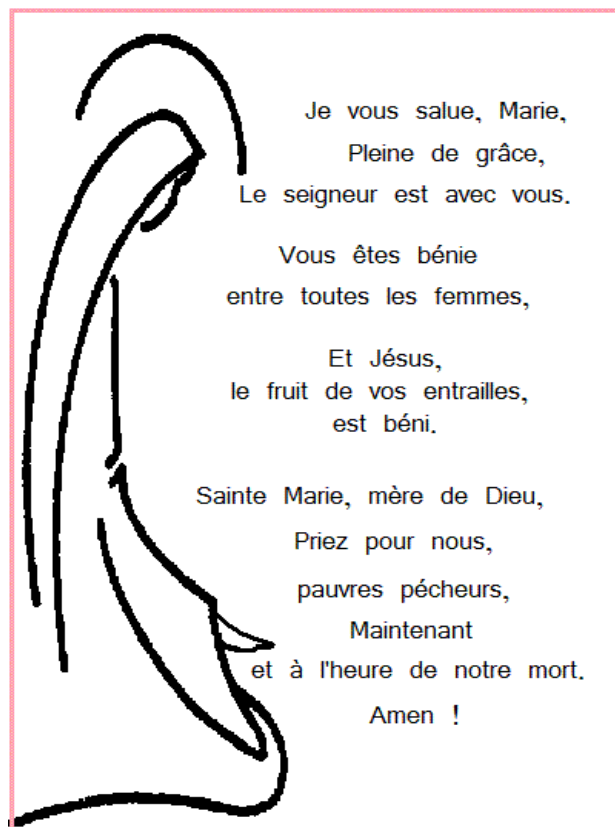 Je vous salue, Marie,
Pleine de grâce,
Le seigneur est avec vous.
Vous êtes bénie
entre toutes les femmes,
Et Jésus,
le fruit de vos entrailles,
est béni.
Sainte Marie, mère de Dieu,
Priez pour nous,
pauvres pécheurs,
Maintenant
et à l'heure de notre mort.
Amen !